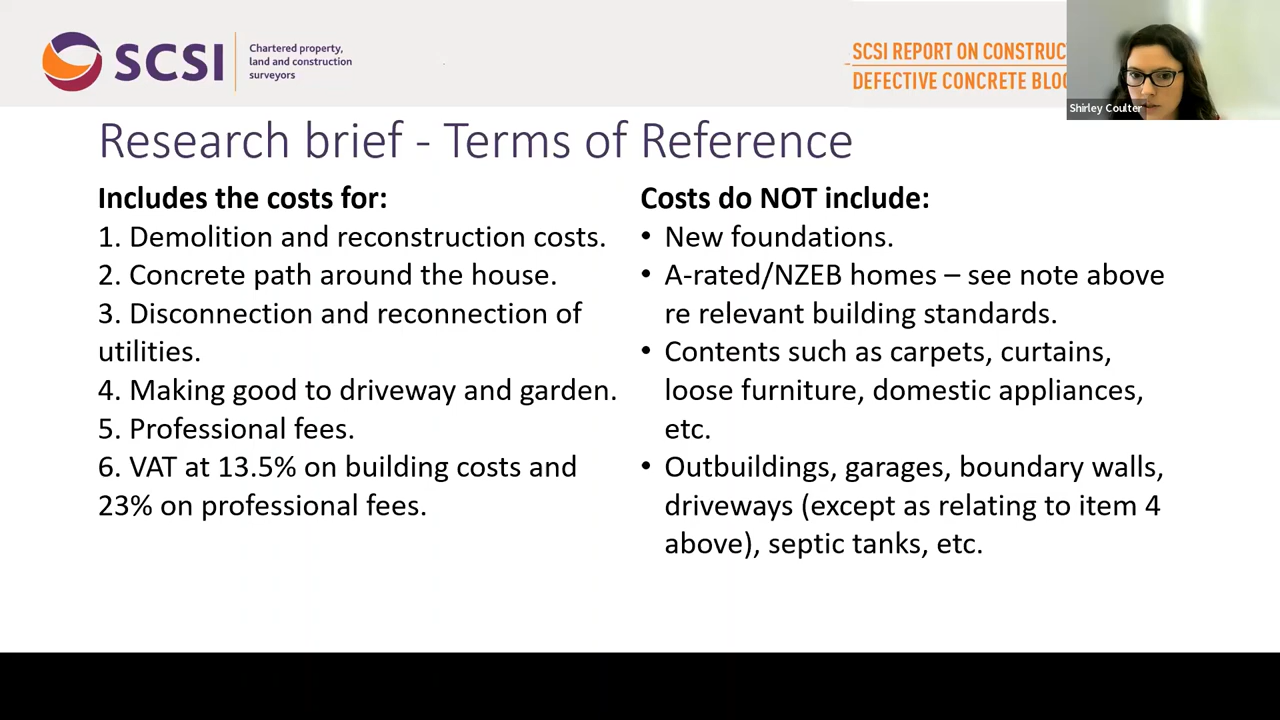 SCSI
Chartered property,
land and construction
surveyors
SCSI REPORT ON CONSTRUC
DEFECTIVE CONCRETE BLO
Shirley Coulter
Research brief - Terms of Reference
Includes the costs for:
1. Demolition and reconstruction costs.
2. Concrete path around the house.
3. Disconnection and reconnection of
utilities.
4. Making good to driveway and garden.
5. Professional fees.
6. VAT at 13.5% on building costs and
23% on professional fees.
Costs do NOT include:
• New foundations.
• A-rated/NZEB homes – see note above
re relevant building standards.
• Contents such as carpets, curtains,
loose furniture, domestic appliances,
etc.
• Outbuildings, garages, boundary walls,
driveways (except as relating to item 4
above), septic tanks, etc.